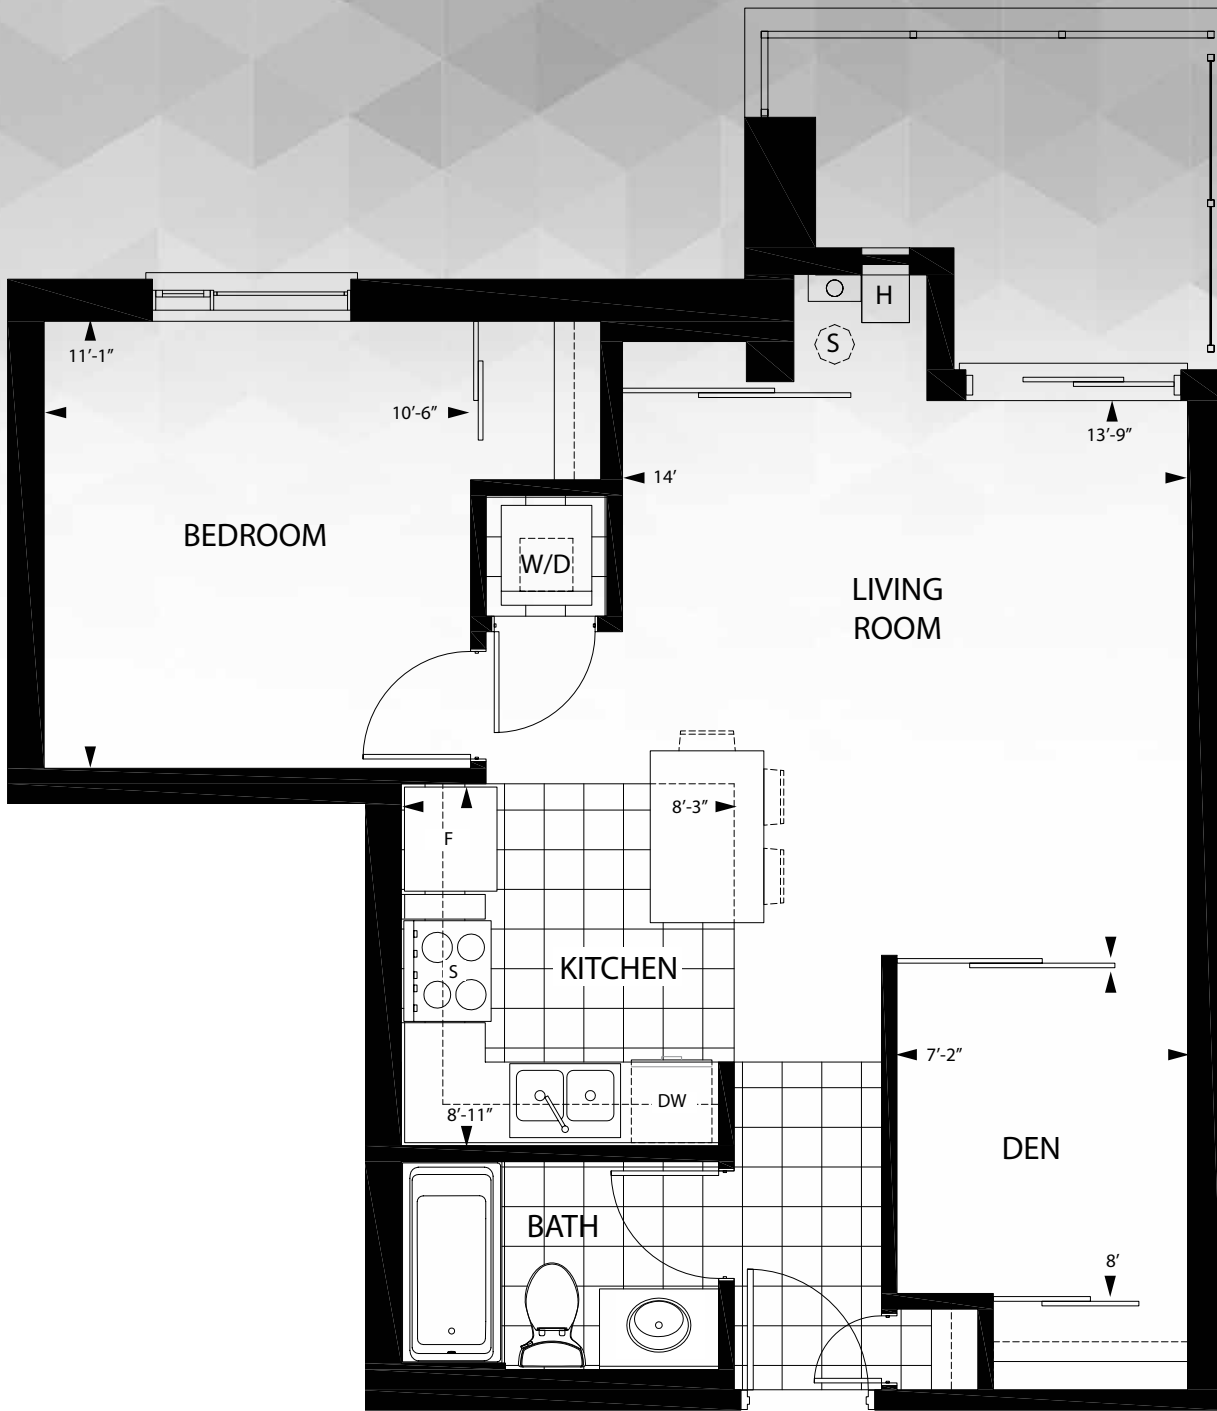 H
S
11'-1"
10'-6"
13'-9"
14'
BEDROOM
W/D
LIVING
ROOM
8'-3"
F
KITCHEN
S
7'-2"
8'-11"
DW
DEN
BATH
8'